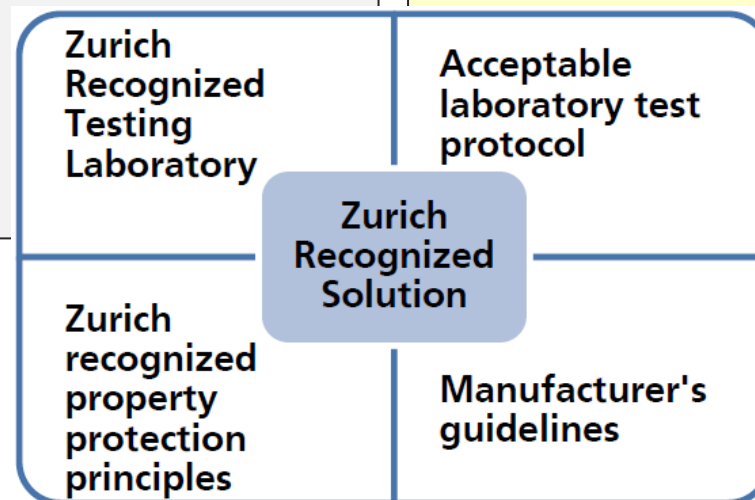 Zurich
Recognized
Testing
Laboratory
Acceptable
laboratory test
protocol
Zurich
Recognized
Solution
Zurich
recognized
property
protection
principles
Manufacturer's
guidelines